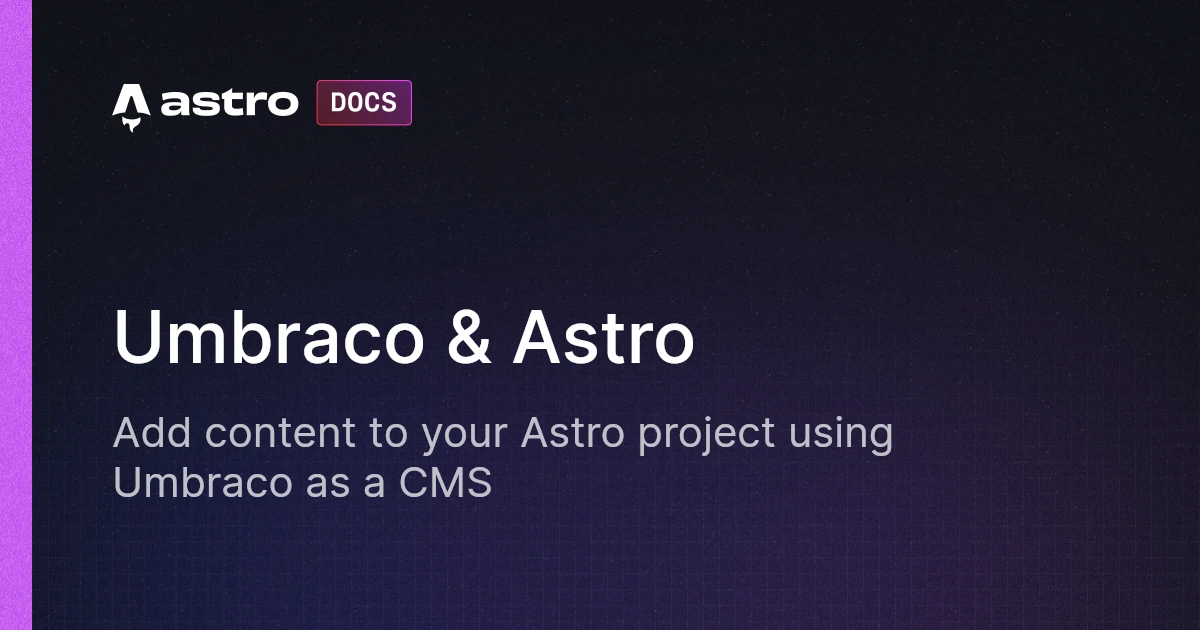 astro DOCS
Umbraco & Astro
Add content to your Astro project using
Umbraco as a CMS